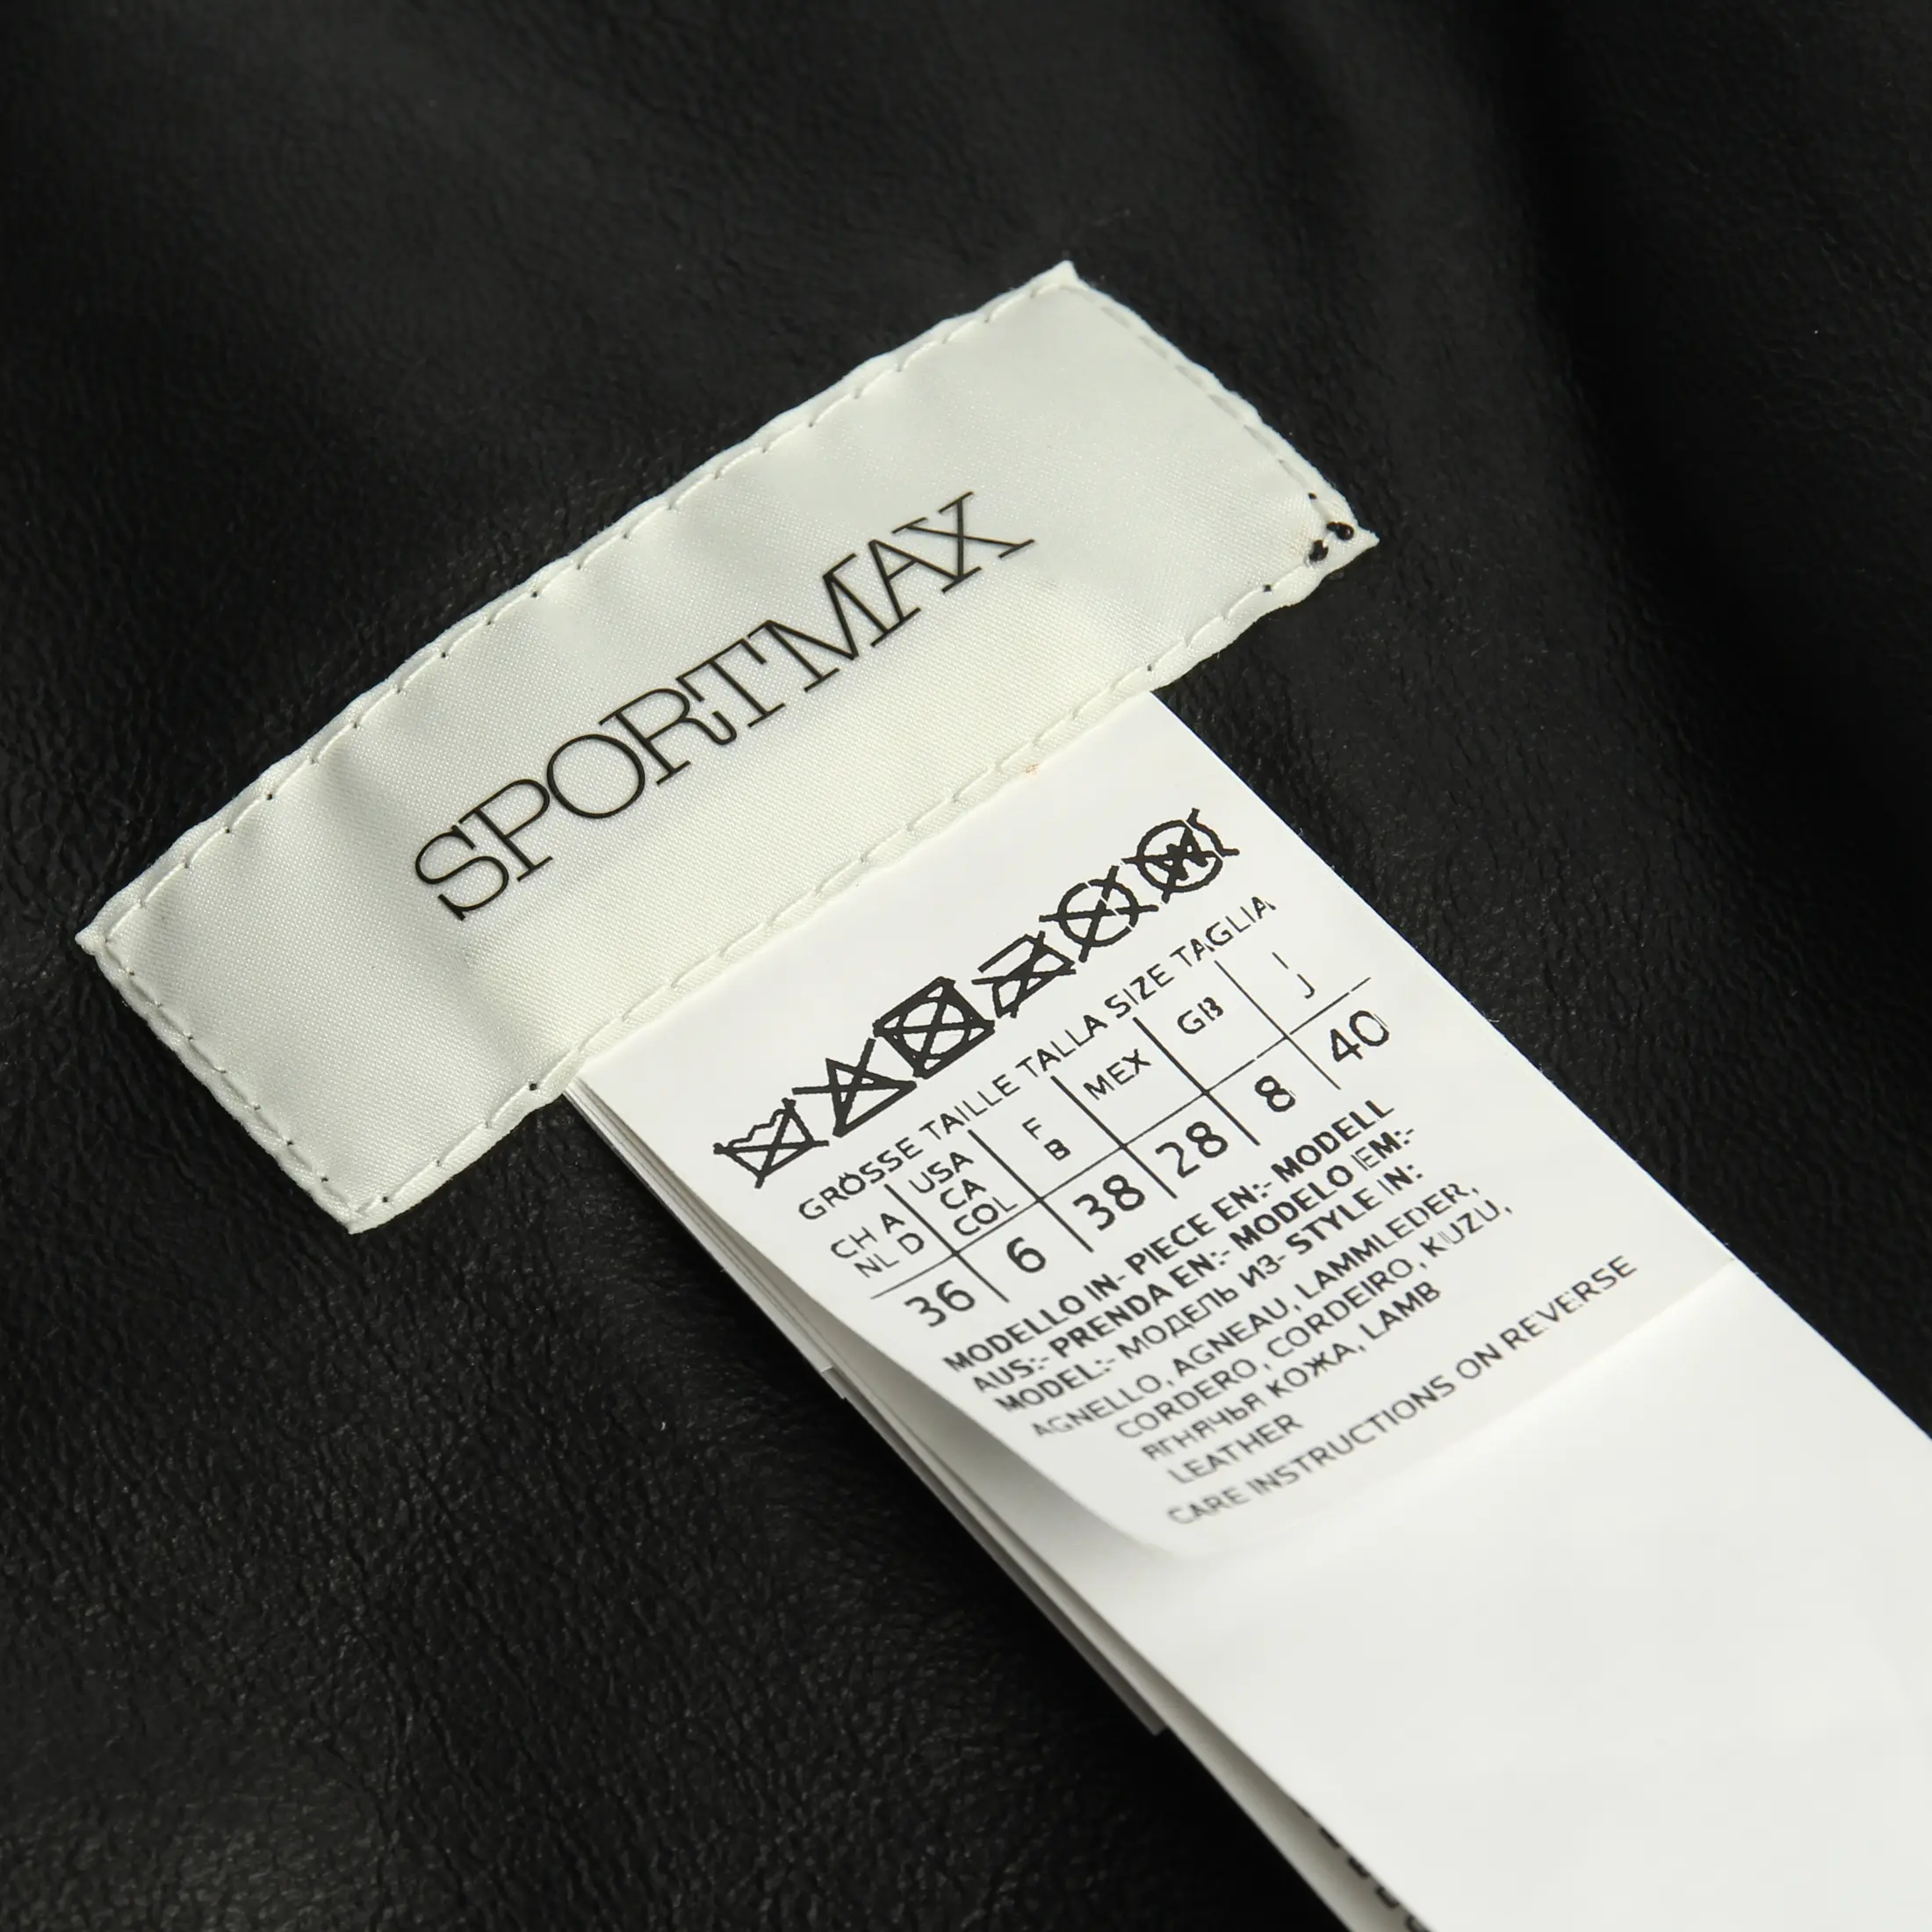 SPORTMAX
GRÖSSE TAILLE TALLA SIZE TAGLIA
CH A USA F MEX GB I
NL D CA B J
COL
36 6 38 28 8 40
MODELLO IN- PIECE EN:- MODELL
AUS:- PRENDA EN:- MODELO EM:-
MODEL:- МОДЕЛЬ ИЗ- STYLE IN:
AGNELLO, AGNEAU, LAMMLEDER,
CORDERO, CORDEIRO, KUZU,
ЯГНЯЧЬЯ КОЖА, LAMB
LEATHER
CARE INSTRUCTIONS ON REVERSE